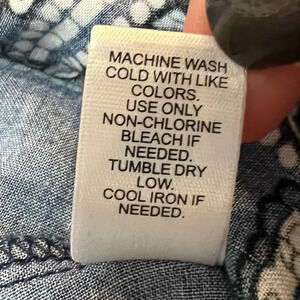 MACHINE WASH
COLD WITH LIKE
COLORS.
USE ONLY
NON-CHLORINE
BLEACH IF
NEEDED.
TUMBLE DRY
LOW.
COOL IRON IF
NEEDED.